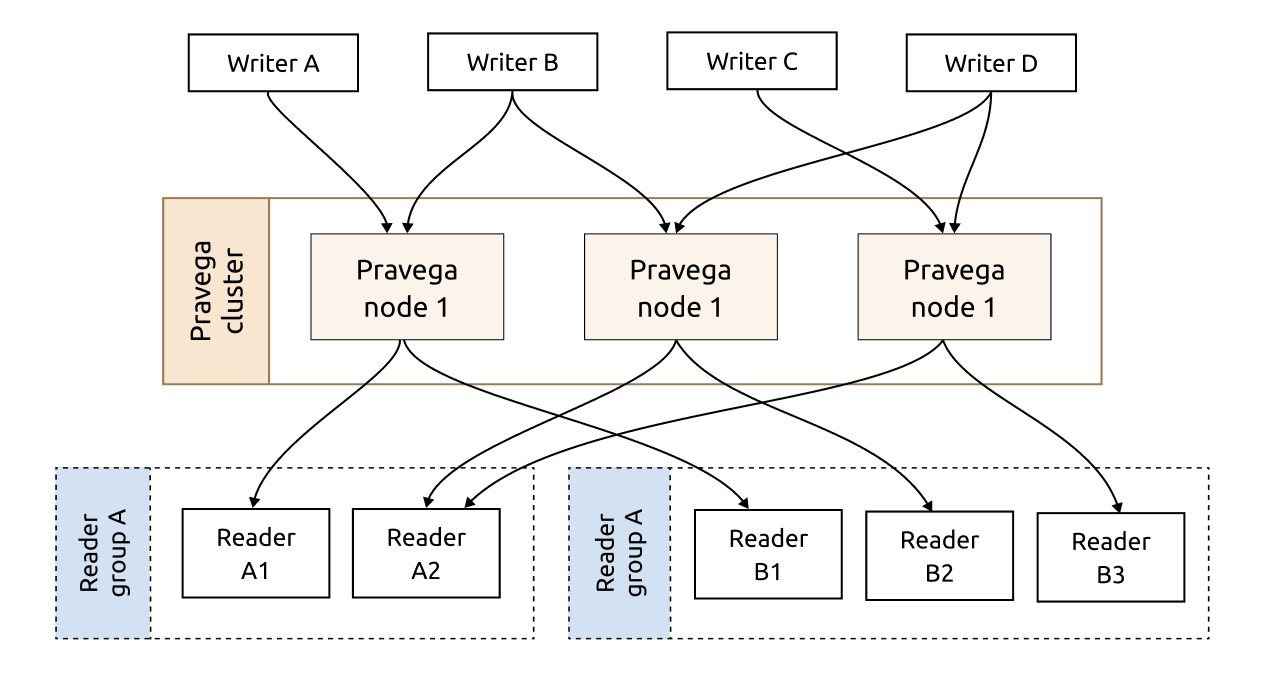 Writer A
Writer B
Writer C
Writer D
Pravega
cluster
Pravega
node 1
Pravega
node 1
Pravega
node 1
Reader
group A
Reader
A1
Reader
A2
Reader
group A
Reader
B1
Reader
B2
Reader
B3